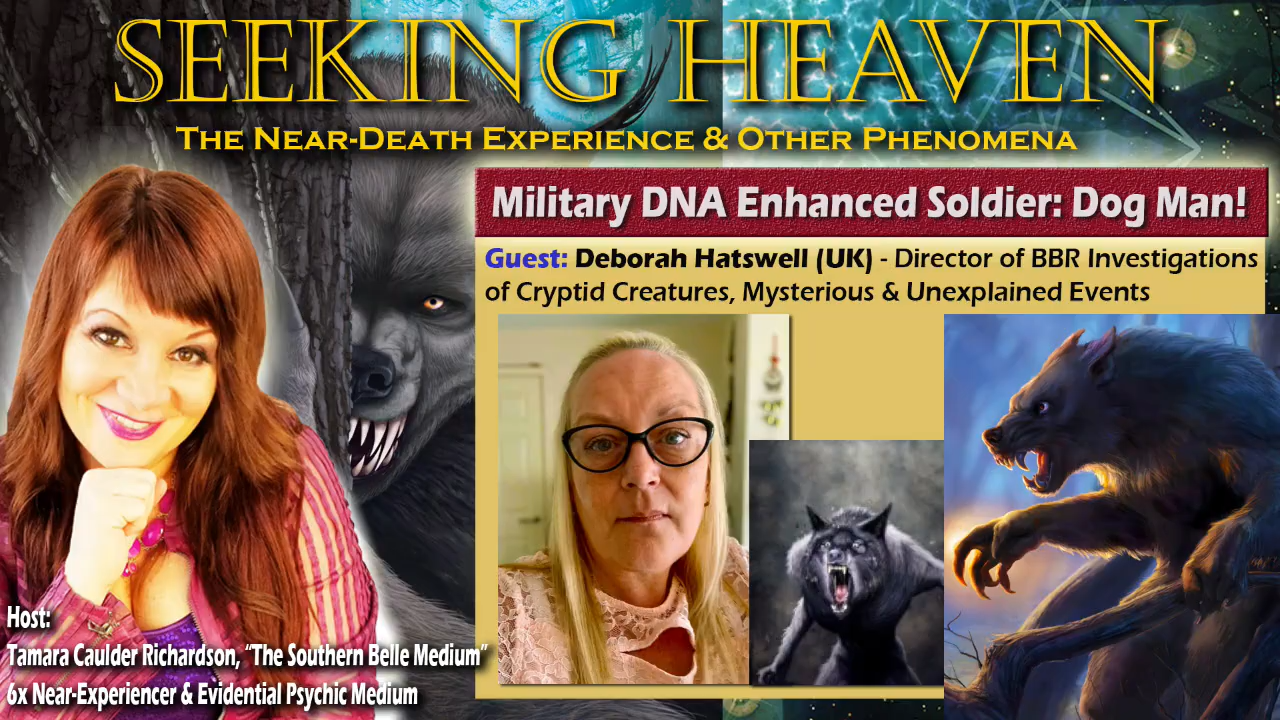 SEEKING HEAVEN
THE NEAR-DEATH EXPERIENCE & OTHER PHENOMENA
Military DNA Enhanced Soldier: Dog Man!
Guest: Deborah Hatswell (UK) - Director of BBR Investigations
of Cryptid Creatures, Mysterious & Unexplained Events
Host:
Tamara Caulder Richardson, "The Southern Belle Medium"
6x Near-Experiencer & Evidential Psychic Medium